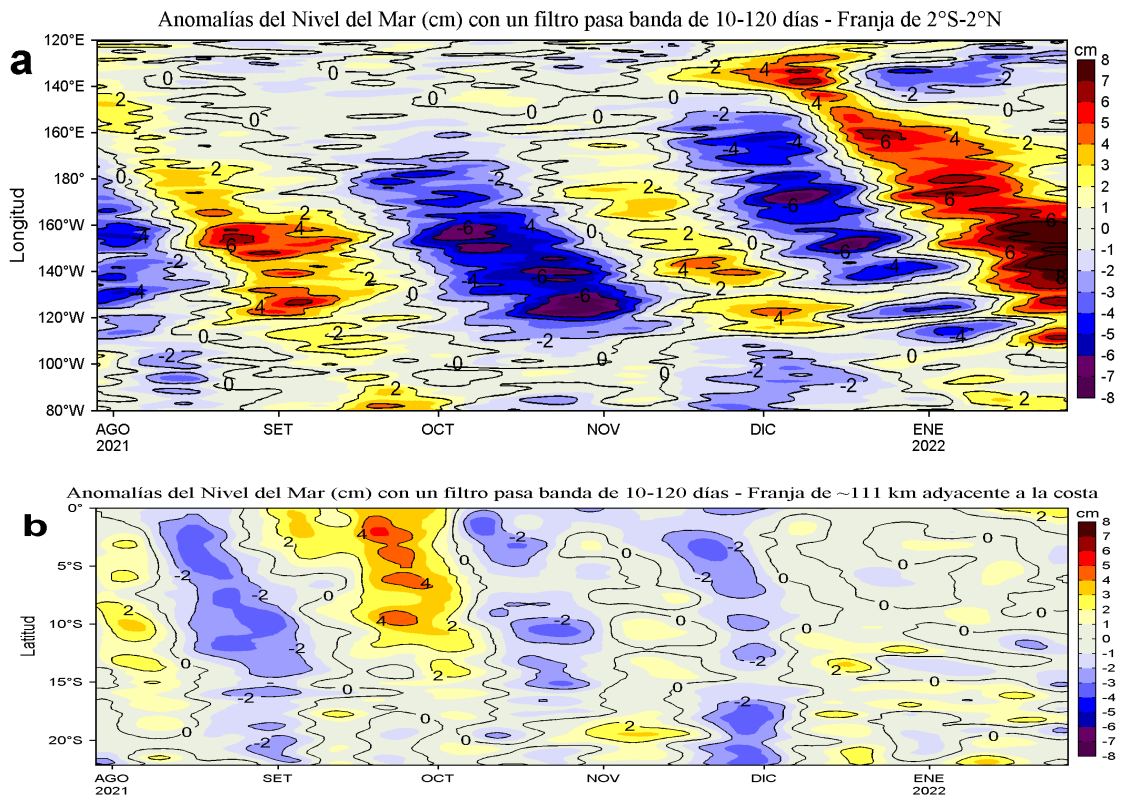 Anomalías del Nivel del Mar (cm) con un filtro pasa banda de 10-120 días - Franja de 2°S-2°N
a
cm
Longitud
120°E
140°E
160°E
180°
160°W
140°W
120°W
100°W
80°W
AGO
2021
SET
OCT
NOV
DIC
ENE
2022
8
7
6
5
4
3
2
1
0
-1
-2
-3
-4
-5
-6
-7
-8
Anomalías del Nivel del Mar (cm) con un filtro pasa banda de 10-120 días - Franja de ~111 km adyacente a la costa
b
cm
Latitud
0°
5°S
10°S
15°S
20°S
AGO
2021
SET
OCT
NOV
DIC
ENE
2022
8
7
6
5
4
3
2
1
0
-1
-2
-3
-4
-5
-6
-7
-8